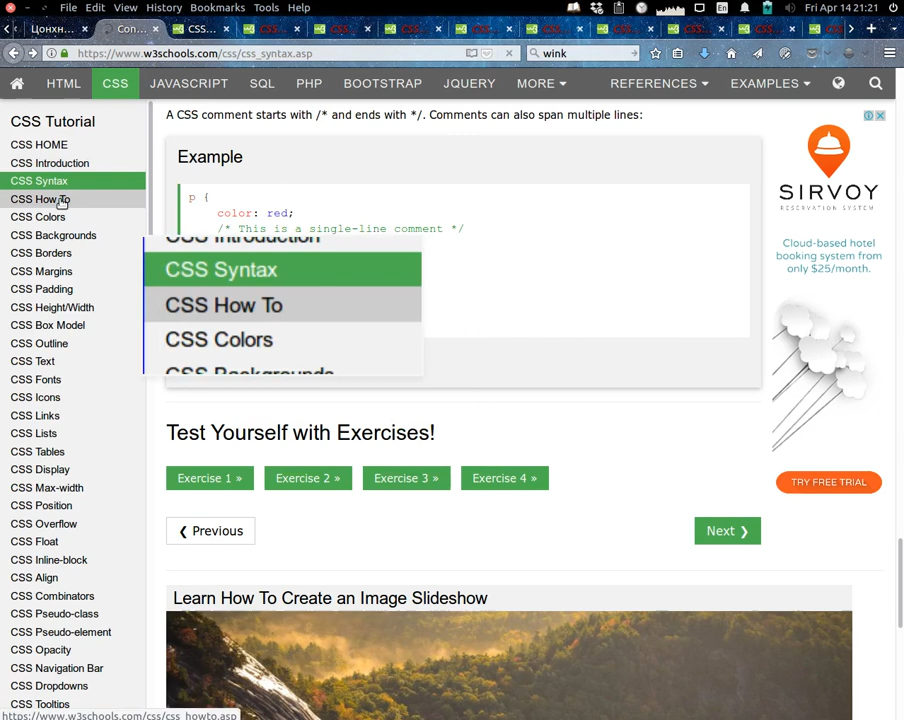 File Edit View History Bookmarks Tools Help
En Fri Apr 14 21:21
Цонхн... Con... CSS...
https://www.w3schools.com/css/css_syntax.asp
wink
HTML CSS JAVASCRIPT SQL PHP BOOTSTRAP JQUERY MORE REFERENCES EXAMPLES
CSS Tutorial
CSS HOME
CSS Introduction
CSS Syntax
CSS How To
CSS Colors
CSS Backgrounds
CSS Borders
CSS Margins
CSS Padding
CSS Height/Width
CSS Box Model
CSS Outline
CSS Text
CSS Fonts
CSS Icons
CSS Links
CSS Lists
CSS Tables
CSS Display
CSS Max-width
CSS Position
CSS Overflow
CSS Float
CSS Inline-block
CSS Align
CSS Combinators
CSS Pseudo-class
CSS Pseudo-element
CSS Opacity
CSS Navigation Bar
CSS Dropdowns
CSS Tooltips
https://www.w3schools.com/css/css_howto.asp
A CSS comment starts with /* and ends with */. Comments can also span multiple lines:
Example
p {
color: red;
/* This is a single-line comment */
CSS Introduction
CSS Syntax
CSS How To
CSS Colors
CSS Backgrounds
Test Yourself with Exercises!
Exercise 1 » Exercise 2 » Exercise 3 » Exercise 4 »
❮ Previous
Next ❯
Learn How To Create an Image Slideshow
SIRVOY
RESERVATION SYSTEM
Cloud-based hotel
booking system from
only $25/month.
TRY FREE TRIAL